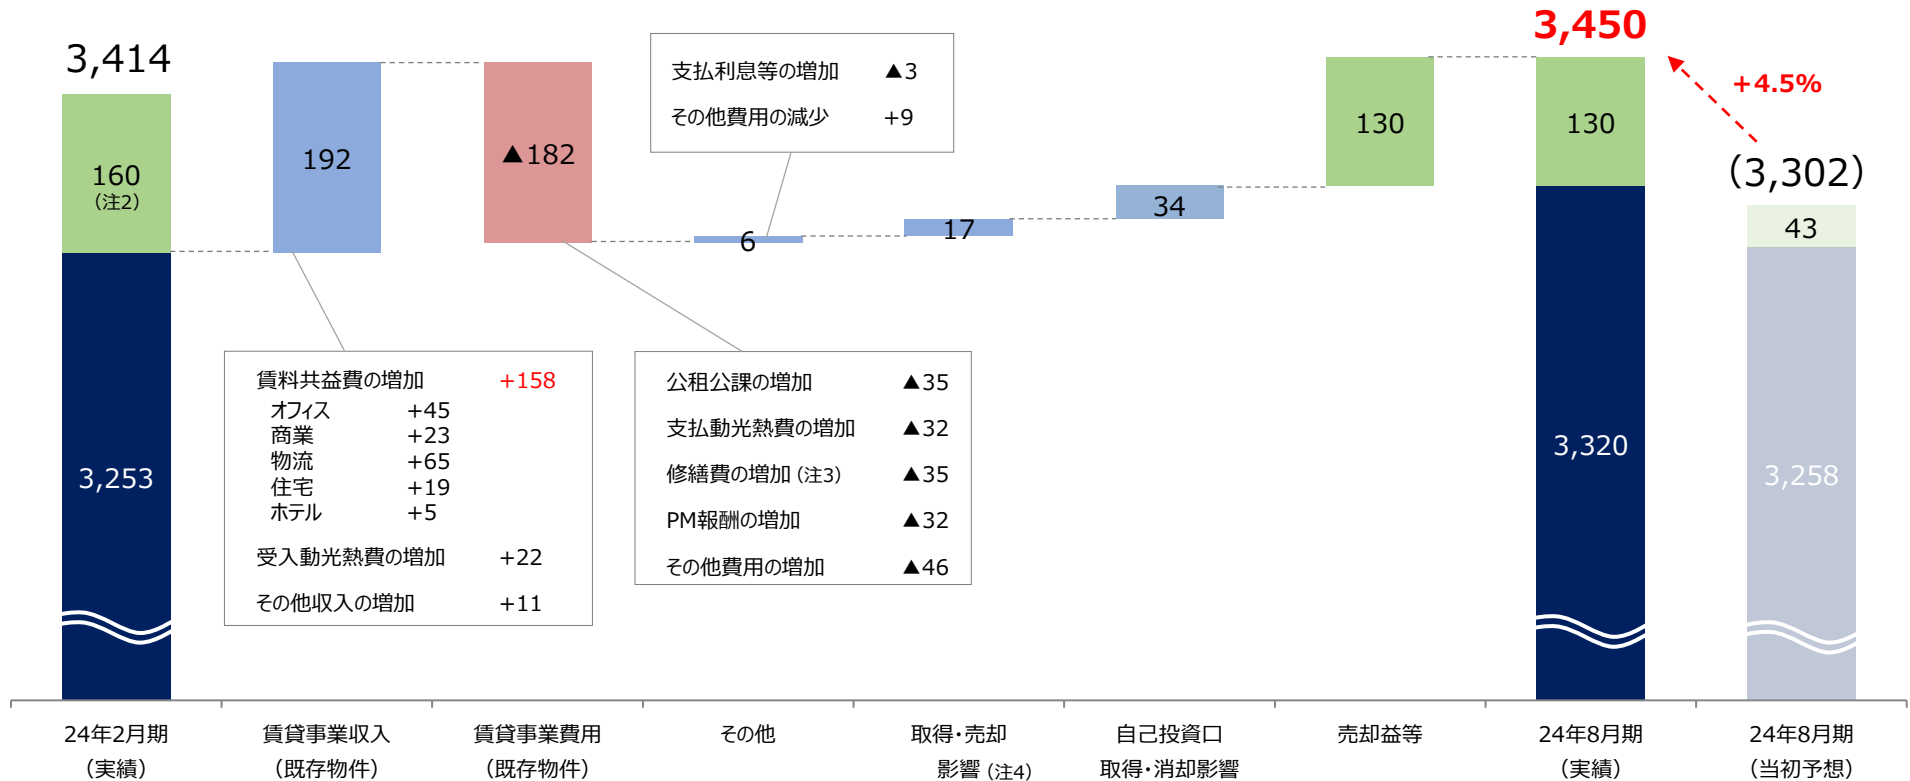 3,414
160
（注2）
3,253
192
▲182
支払利息等の増加 ▲3
その他費用の減少 +9
6
17
34
130
3,450
130
3,320
+4.5%
（3,302）
43
3,258
賃料共益費の増加 +158
オフィス +45
商業 +23
物流 +65
住宅 +19
ホテル +5
受入動光熱費の増加 +22
その他収入の増加 +11
公租公課の増加 ▲35
支払動光熱費の増加 ▲32
修繕費の増加（注3） ▲35
PM報酬の増加 ▲32
その他費用の増加 ▲46
24年2月期
（実績）
賃貸事業収入
（既存物件）
賃貸事業費用
（既存物件）
その他
取得・売却
影響（注4）
自己投資口
取得・消却影響
売却益等
24年8月期
（実績）
24年8月期
（当初予想）